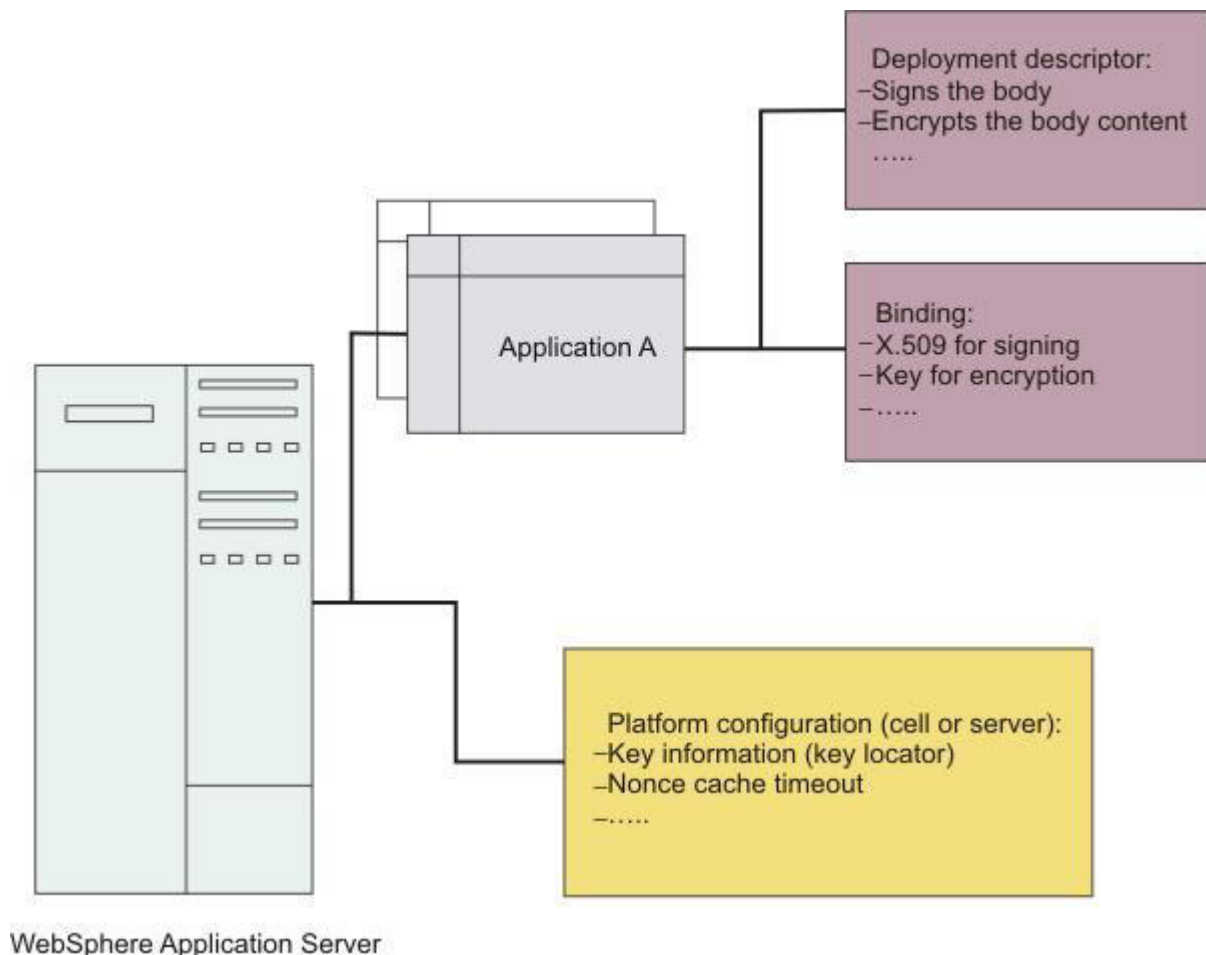 Deployment descriptor:
–Signs the body
–Encrypts the body content
…..
Binding:
–X.509 for signing
–Key for encryption
–…..
Application A
Platform configuration (cell or server):
–Key information (key locator)
–Nonce cache timeout
–…..
WebSphere Application Server